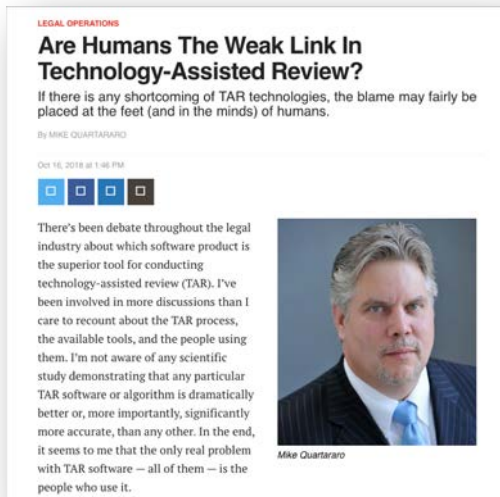 LEGAL OPERATIONS
Are Humans The Weak Link In
Technology-Assisted Review?
If there is any shortcoming of TAR technologies, the blame may fairly be
placed at the feet (and in the minds) of humans.
By MIKE QUARTARARO
Oct 16, 2018 at 1:46 PM
There's been debate throughout the legal
industry about which software product is
the superior tool for conducting
technology-assisted review (TAR). I've
been involved in more discussions than I
care to recount about the TAR process,
the available tools, and the people using
them. I'm not aware of any scientific
study demonstrating that any particular
TAR software or algorithm is dramatically
better or, more importantly, significantly
more accurate, than any other. In the end,
it seems to me that the only real problem
with TAR software — all of them — is the
people who use it.
Mike Quartararo